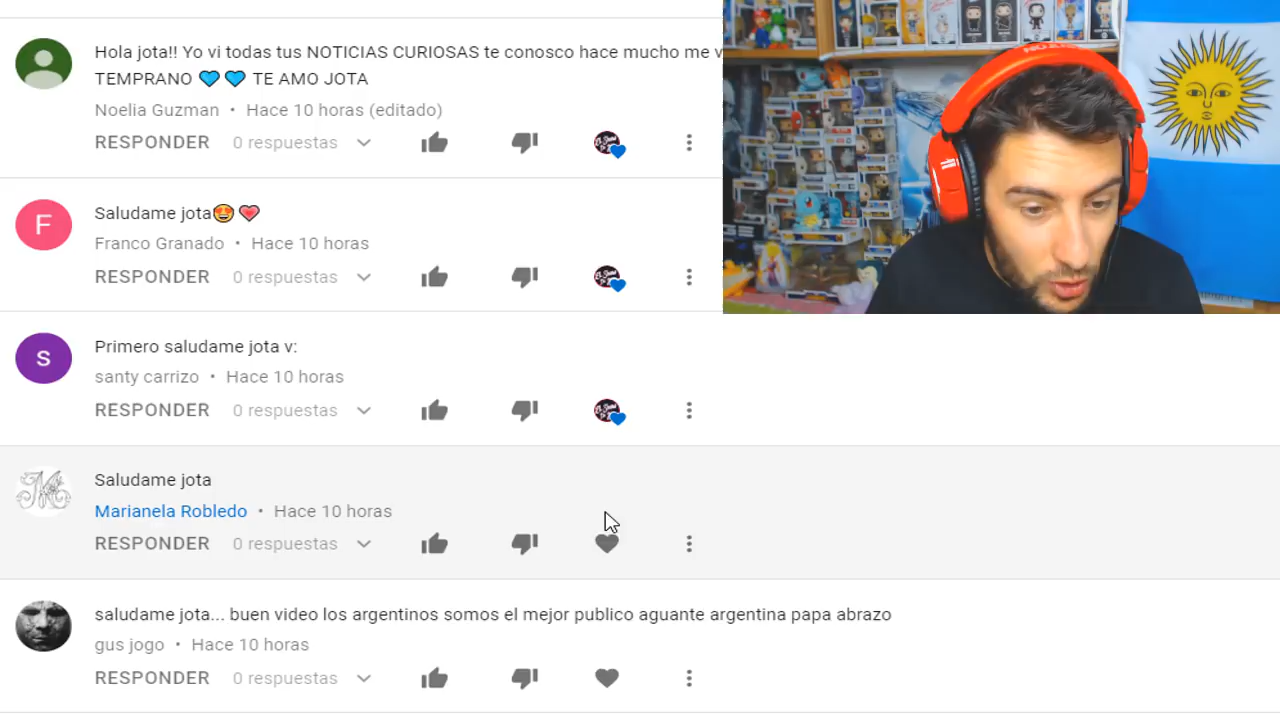 Hola jota!! Yo vi todas tus NOTICIAS CURIOSAS te conosco hace mucho me v
TEMPRANO 💙 💙 TE AMO JOTA
Noelia Guzman • Hace 10 horas (editado)
RESPONDER 0 respuestas
F
Saludame jota😍 💗
Franco Granado • Hace 10 horas
RESPONDER 0 respuestas
S
Primero saludame jota v:
santy carrizo • Hace 10 horas
RESPONDER 0 respuestas
Saludame jota
Marianela Robledo • Hace 10 horas
RESPONDER 0 respuestas
saludame jota... buen video los argentinos somos el mejor publico aguante argentina papa abrazo
gus jogo • Hace 10 horas
RESPONDER 0 respuestas